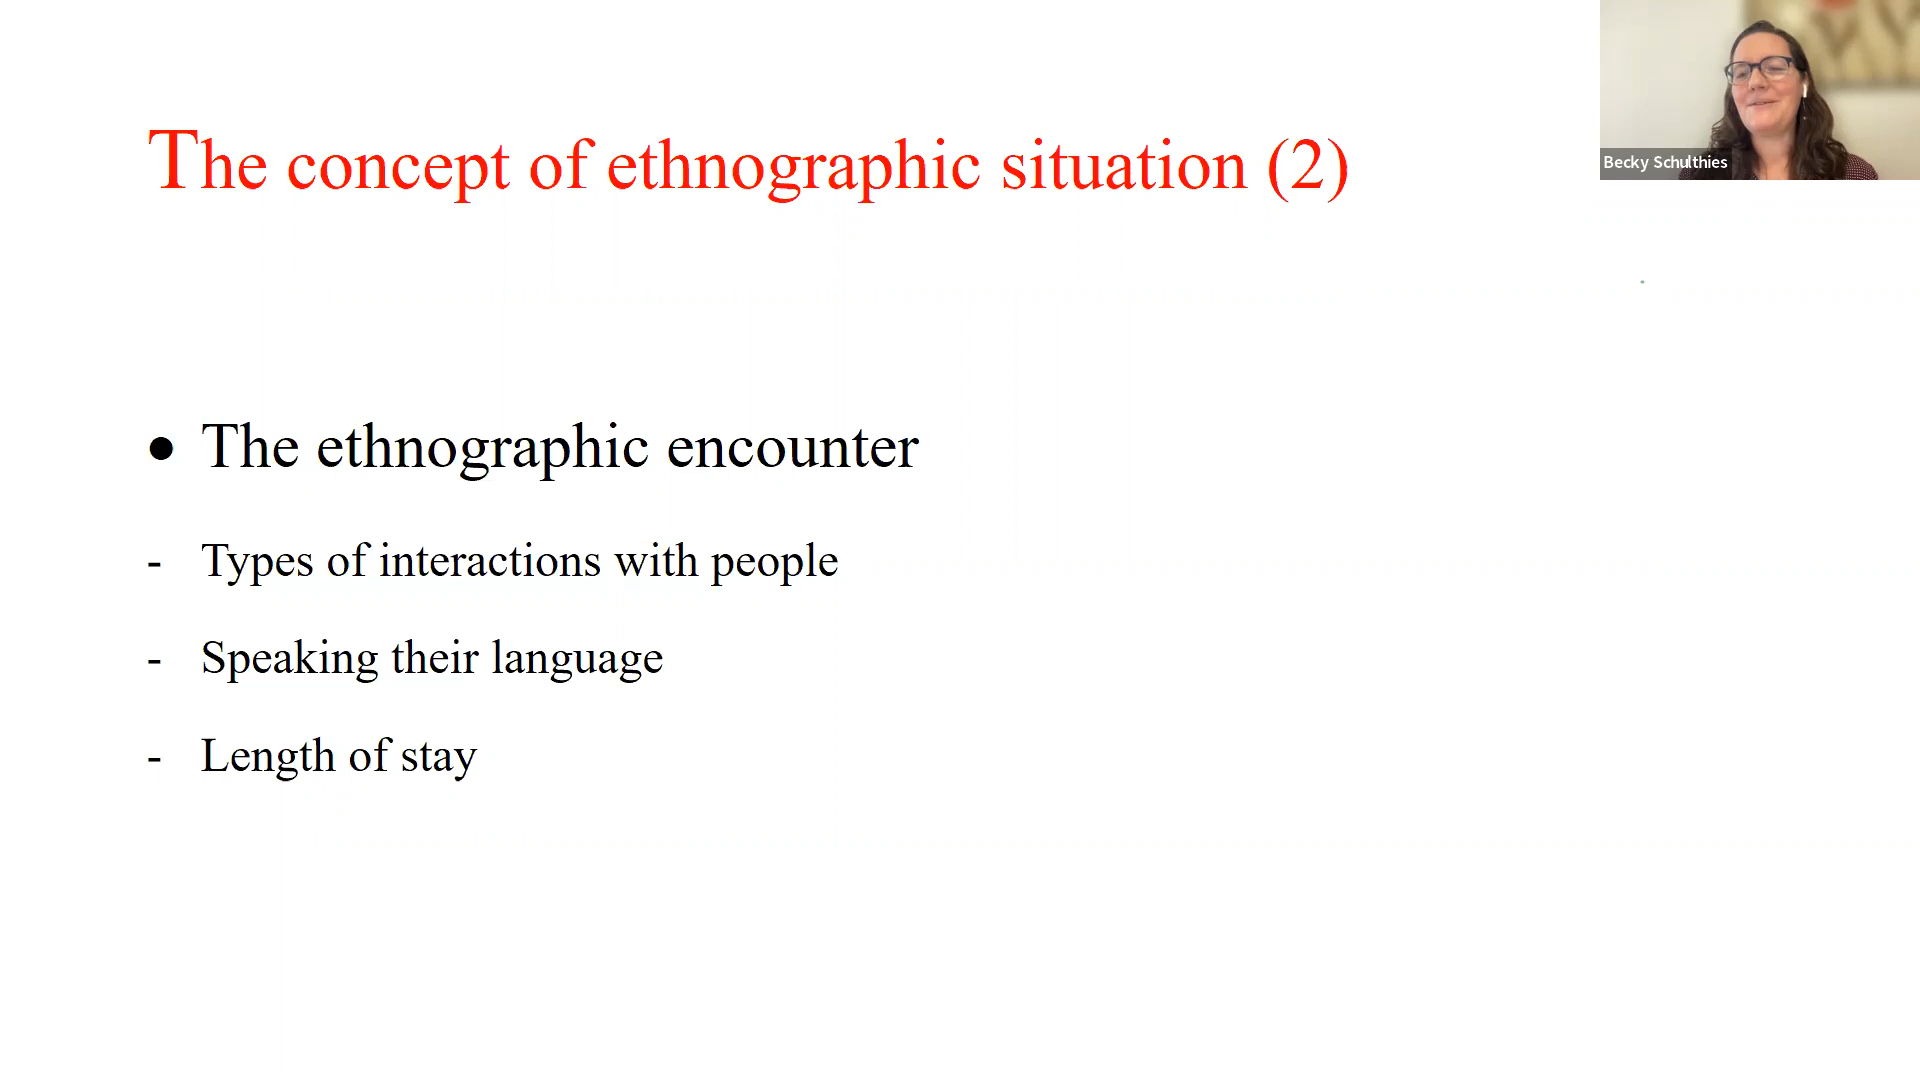 The concept of ethnographic situation (2)
Becky Schulthies
• The ethnographic encounter
- Types of interactions with people
- Speaking their language
- Length of stay